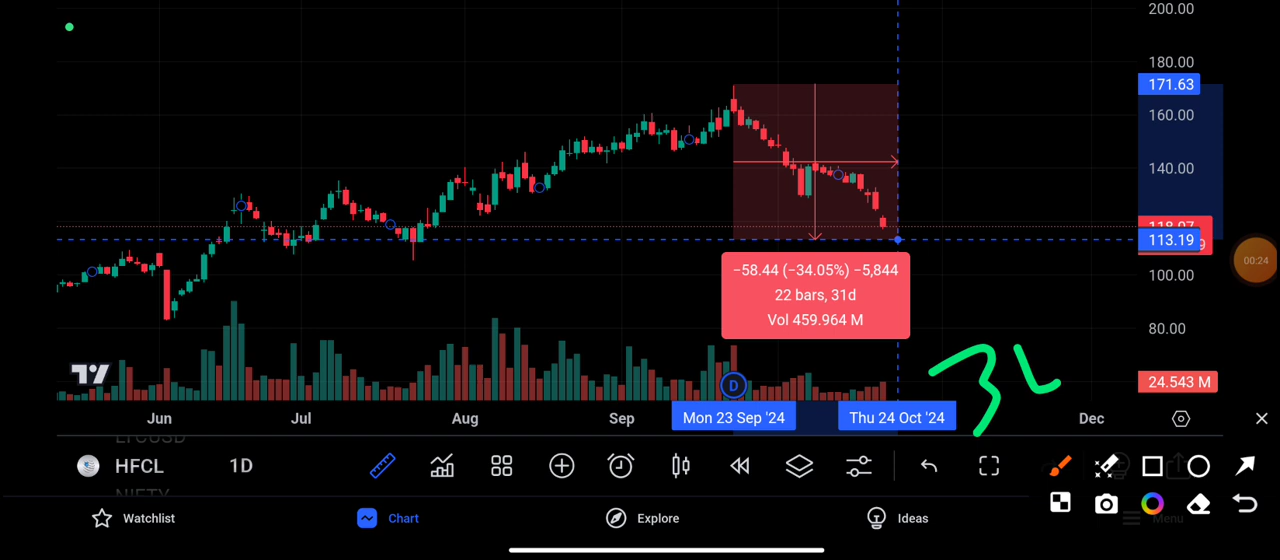 200.00
180.00
171.63
160.00
140.00
118.97
113.19
100.00
80.00
−58.44 (−34.05%) −5,844
22 bars, 31d
Vol 459.964 M
00:24
D
24.543 M
Jun Jul Aug Sep Mon 23 Sep '24 Thu 24 Oct '24 Dec
HFCL 1D
NIFTY
Watchlist Chart Explore Ideas Menu